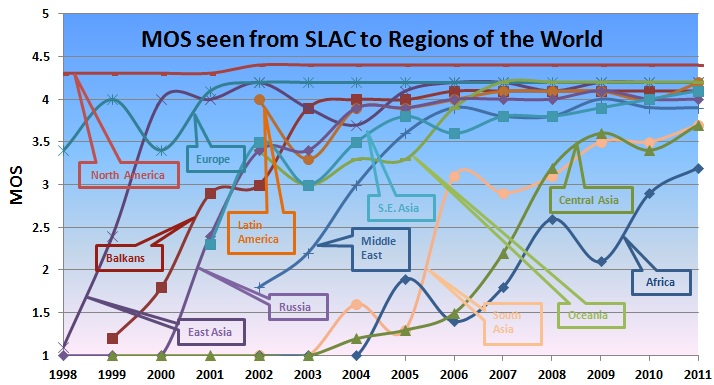 MOS seen from SLAC to Regions of the World
MOS
5
4.5
4
3.5
3
2.5
2
1.5
1
North America
Europe
Balkans
East Asia
Latin
America
Russia
Middle
East
S.E. Asia
South
Asia
Oceania
Central Asia
Africa
1998 1999 2000 2001 2002 2003 2004 2005 2006 2007 2008 2009 2010 2011